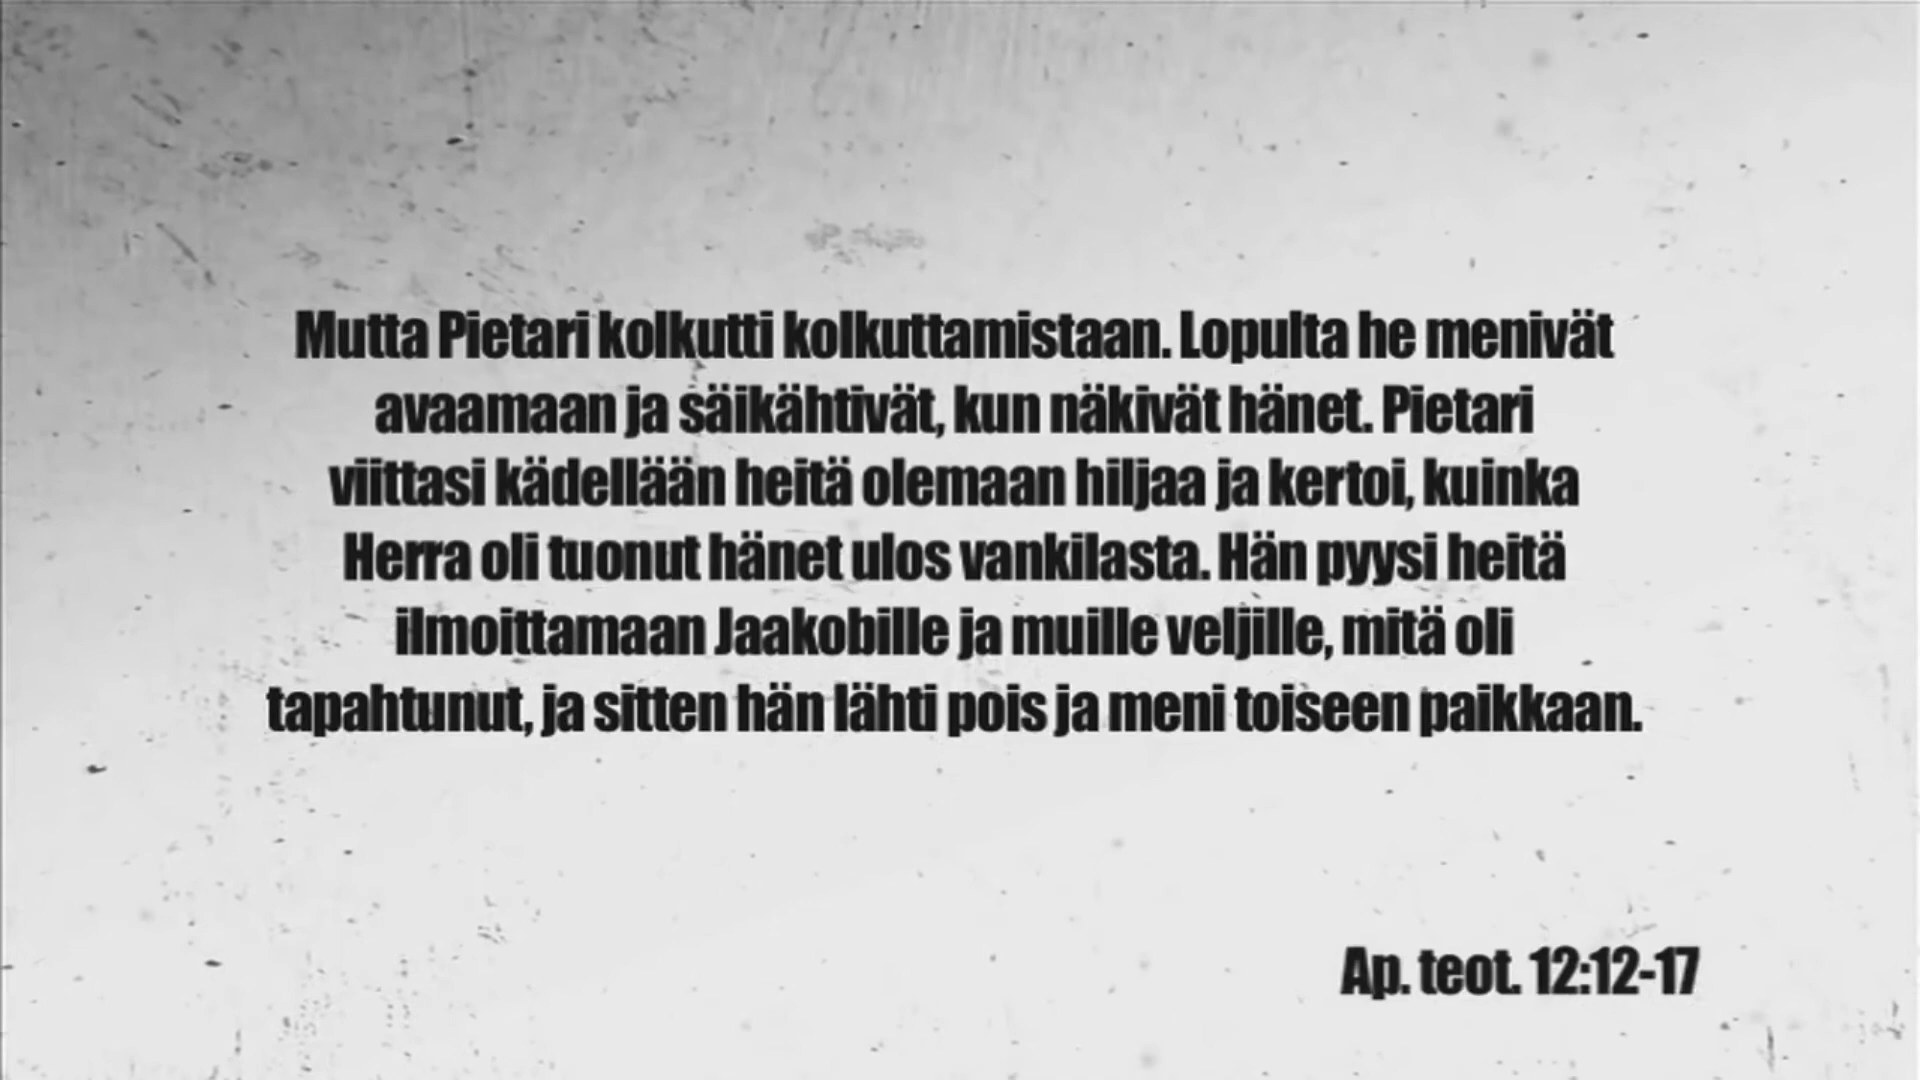 Mutta Pietari kolkutti kolkuttamistaan. Lopulta he menivät
avaamaan ja säikähtivät, kun näkivät hänet. Pietari
viittasi kädellään heitä olemaan hiljaa ja kertoi, kuinka
Herra oli tuonut hänet ulos vankilasta. Hän pyysi heitä
ilmoittamaan Jaakobille ja muille veljille, mitä oli
tapahtunut, ja sitten hän lähti pois ja meni toiseen paikkaan.
Ap. teot. 12:12-17